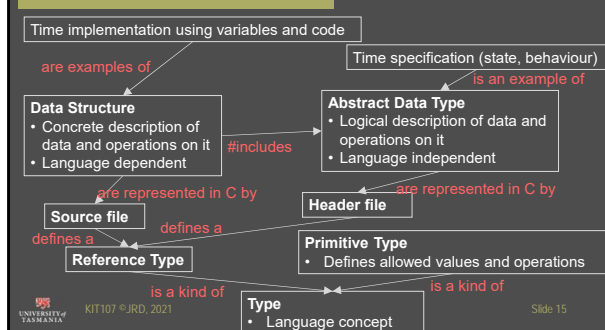 Time implementation using variables and code
Time specification (state, behaviour)
are examples of
is an example of
Data Structure
• Concrete description of
data and operations on it
• Language dependent
#includes
Abstract Data Type
• Logical description of data and
operations on it
• Language independent
are represented in C by
are represented in C by
Source file
Header file
defines a
defines a
Reference Type
Primitive Type
• Defines allowed values and operations
is a kind of
is a kind of
Type
• Language concept
UNIVERSITY of
TASMANIA
KIT107 ©JRD, 2021
Slide 15